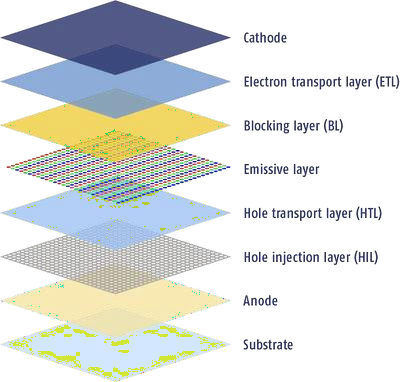 Cathode
Electron transport layer (ETL)
Blocking layer (BL)
Emissive layer
Hole transport layer (HTL)
Hole injection layer (HIL)
Anode
Substrate